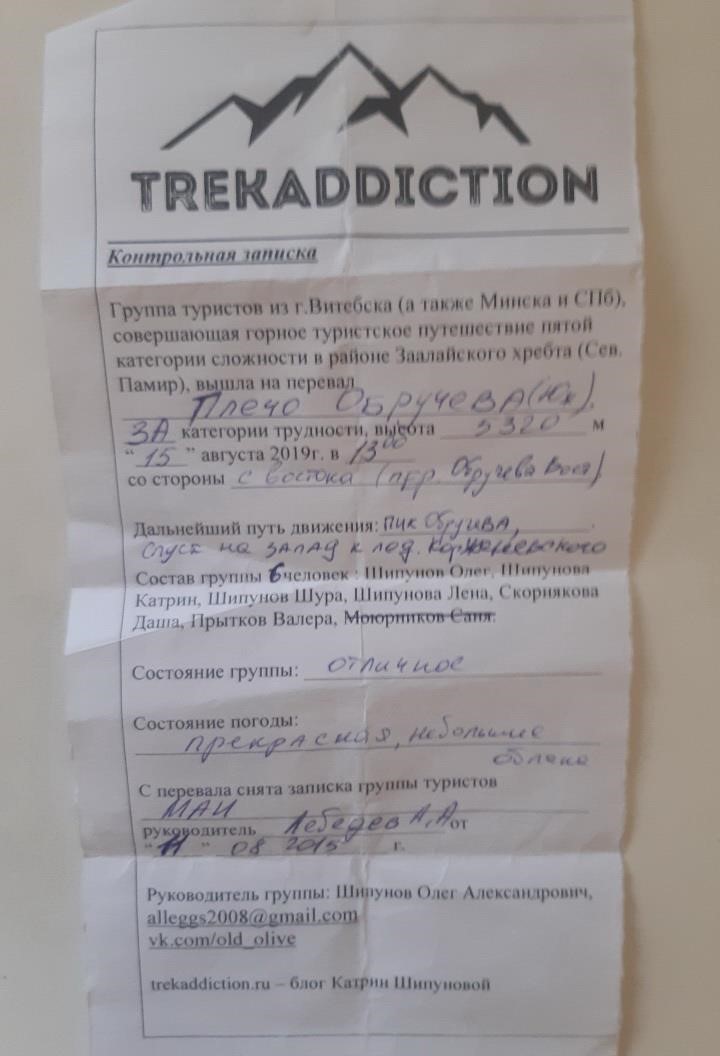 TREKADDICTION
Контрольная записка
Группа туристов из г.Витебска (а также Минска и СПб),
совершающая горное туристское путешествие пятой
категории сложности в районе Заалайского хребта (Сев.
Памир), вышла на перевал
Плечо ОБручеВА (Юж),
3А категории трудности, высота 5320 м
“ 15 ” августа 2019г. в 13 00
со стороны с востока (пер. Обручева Вост)
Дальнейший путь движения: пик Обручева,
спуск на запад к лед. Корженевского
Состав группы 6 человек : Шипунов Олег, Шипунова
Катрин, Шипунов Шура, Шипунова Лена, Скорнякова
Даша, Прытков Валера, Моюрников Саня.
Состояние группы: отличное
Состояние погоды:
прекрасная, небольшие
облака
С перевала снята записка группы туристов
МАИ
руководитель Лебедев А.А от
“ 11 ” 08 2015 г.
Руководитель группы: Шипунов Олег Александрович,
alleggs2008@gmail.com
vk.com/old_olive
trekaddiction.ru – блог Катрин Шипуновой